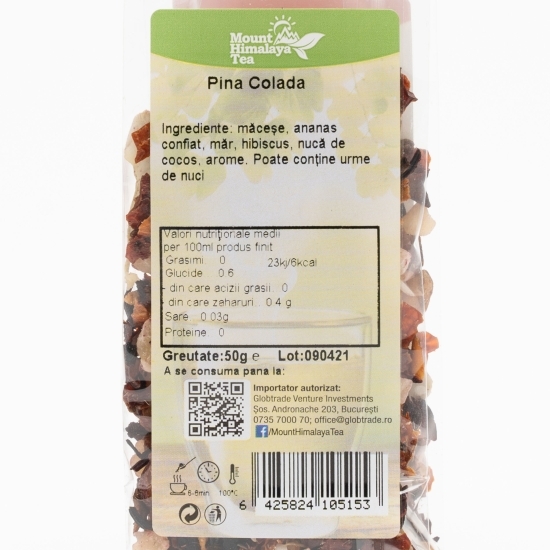 Mount
Himalaya
Tea
Pina Colada
Ingrediente: măceșe, ananas
confiat, măr, hibiscus, nucă de
cocos, arome. Poate conține urme
de nuci
Valori nutriționale medii
per 100ml produs finit
Grasimi 0 23kj/6kcal
Glucide 0.6
- din care acizii grasii 0
- din care zaharuri 0.4 g
Sare 0.03g
Proteine 0
Greutate:50g e Lot:090421
A se consuma pana la:
Importator autorizat:
Globtrade Venture Investments
Șos. Andronache 203, București
0735 7000 70; office@globtrade.ro
/MountHimalayaTea
6-8min 100°C
6 425824 105153